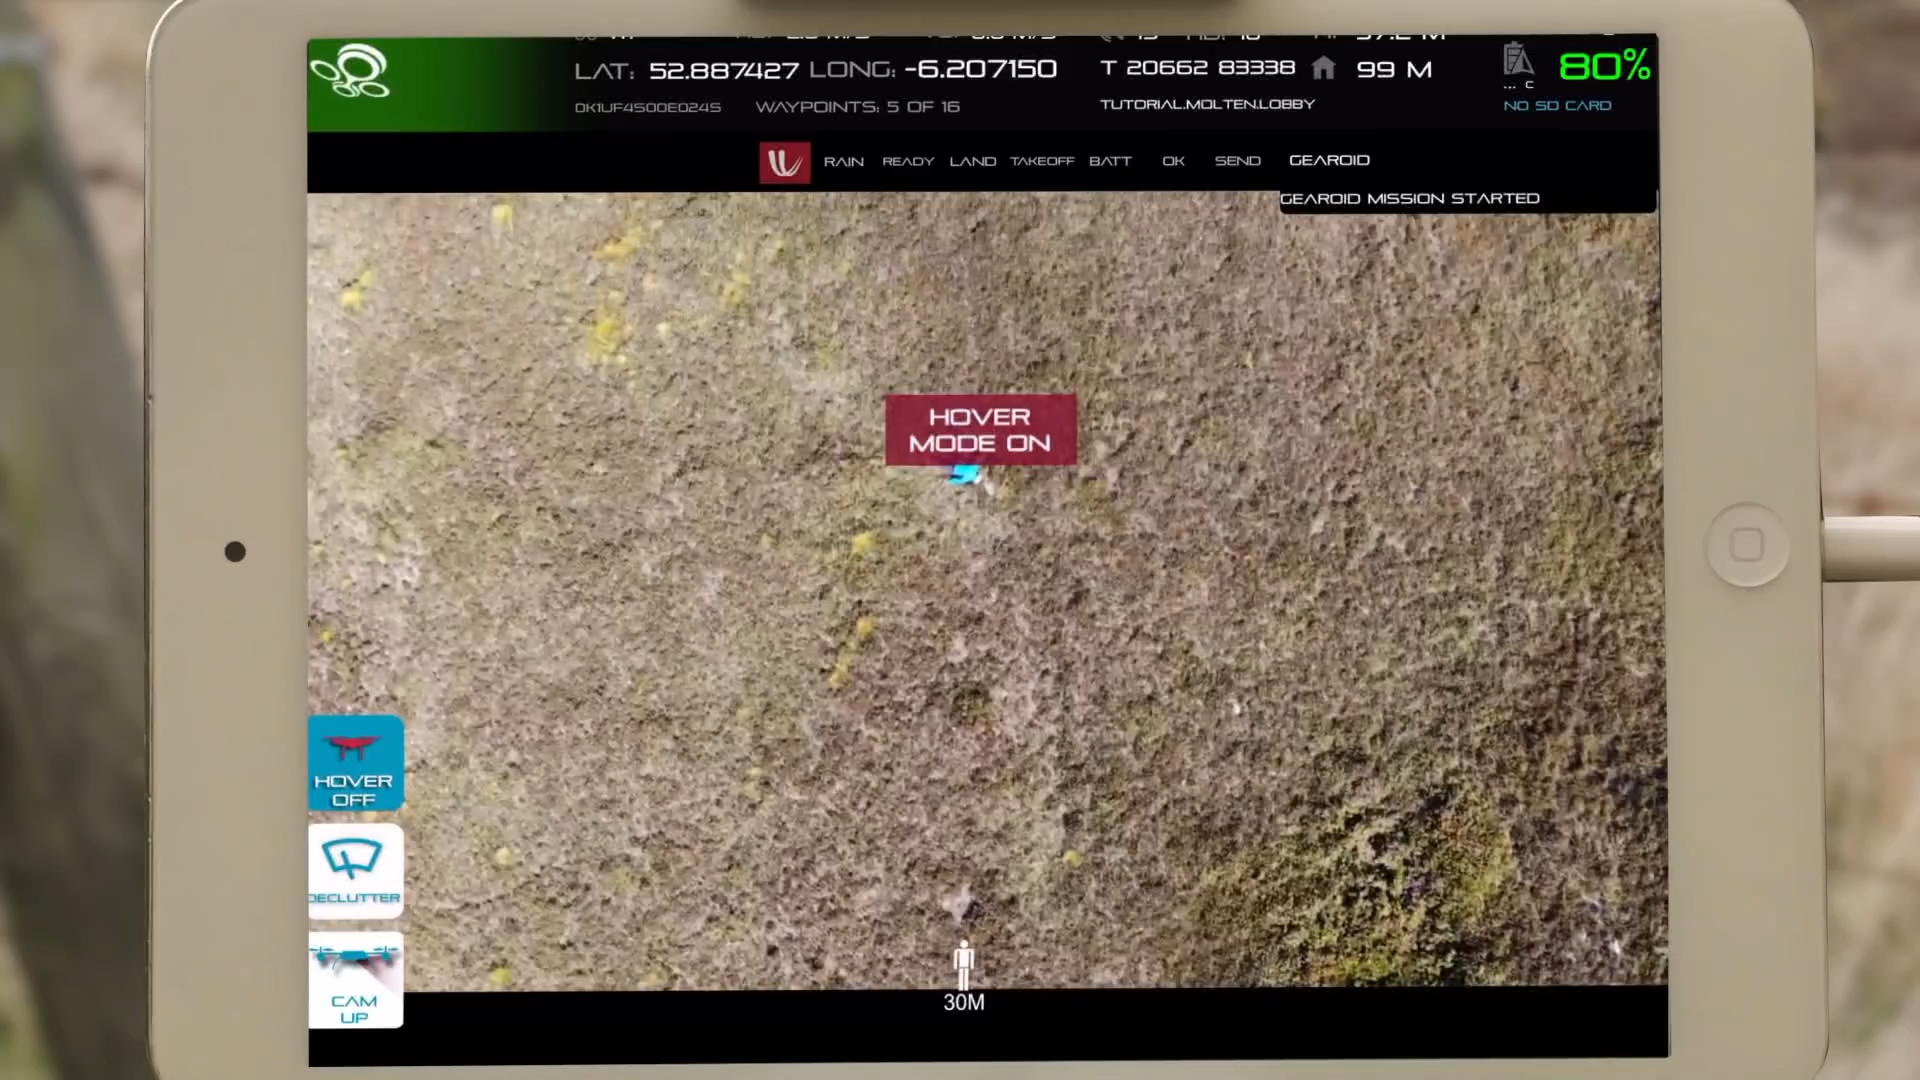 LAT: 52.887427 LONG: -6.207150 T 20662 83338 99 M 80%
DK1UF4S00E024S WAYPOINTS: 5 OF 16 TUTORIAL.MOLTEN.LOBBY NO SD CARD
RAIN READY LAND TAKEOFF BATT OK SEND GEAROID
GEAROID MISSION STARTED
HOVER
MODE ON
HOVER
OFF
DECLUTTER
CAM
UP
30M